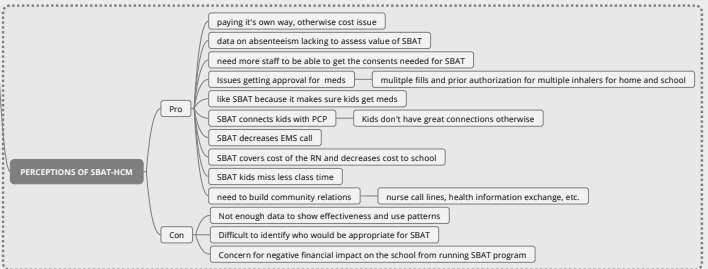 paying it's own way, otherwise cost issue
data on absenteeism lacking to assess value of SBAT
need more staff to be able to get the consents needed for SBAT
Issues getting approval for meds
mulitple fills and prior authorization for multiple inhalers for home and school
like SBAT because it makes sure kids get meds
Pro
SBAT connects kids with PCP
Kids don't have great connections otherwise
SBAT decreases EMS call
SBAT covers cost of the RN and decreases cost to school
PERCEPTIONS OF SBAT-HCM
SBAT kids miss less class time
need to build community relations
nurse call lines, health information exchange, etc.
Not enough data to show effectiveness and use patterns
Con
Difficult to identify who would be appropriate for SBAT
Concern for negative financial impact on the school from running SBAT program